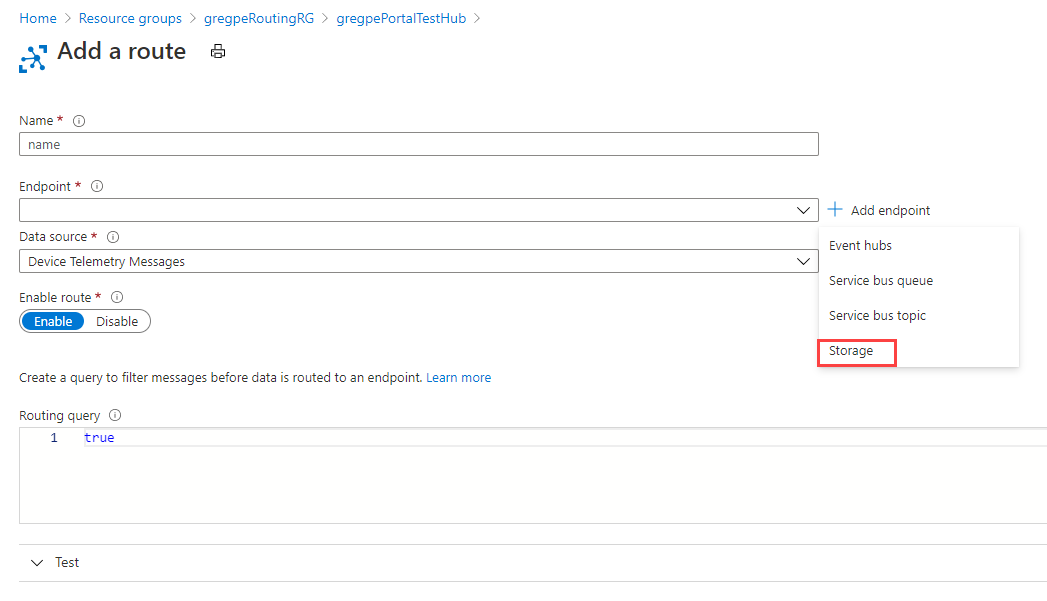 Home > Resource groups > gregpeRoutingRG > gregpePortalTestHub >
Add a route
Name *
name
Endpoint *
Add endpoint
Data source *
Device Telemetry Messages
Event hubs
Service bus queue
Service bus topic
Storage
Enable route *
Enable Disable
Create a query to filter messages before data is routed to an endpoint. Learn more
Routing query
1 true
Test